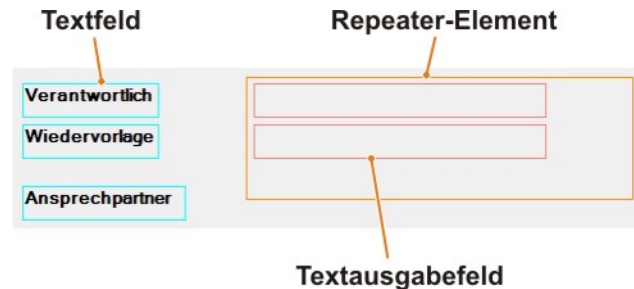 Textfeld
Repeater-Element
Verantwortlich
Wiedervorlage
Ansprechpartner
Textausgabefeld